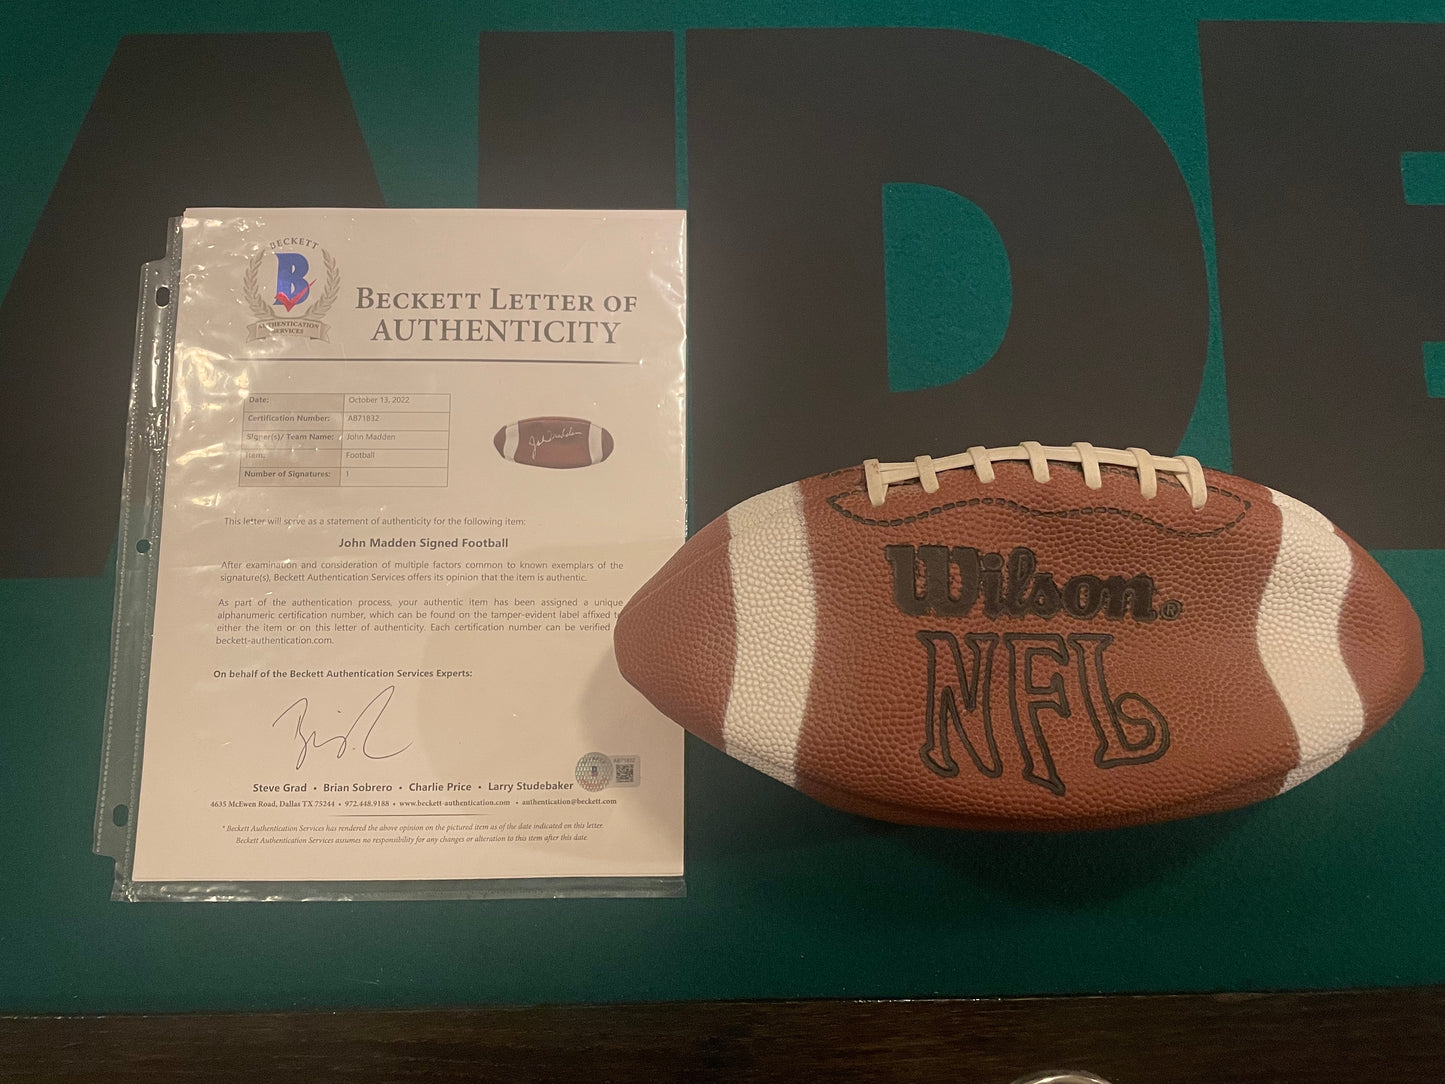 AIDE
BECKETT
B
AUTHENTICATION
SERVICES
BECKETT LETTER OF
AUTHENTICITY
Date: October 13, 2022
Certification Number: AB71832
Signer(s)/ Team Name: John Madden
Item: Football
Number of Signatures: 1
John Madden
This letter will serve as a statement of authenticity for the following item:
John Madden Signed Football
After examination and consideration of multiple factors common to known exemplars of the
signature(s), Beckett Authentication Services offers its opinion that the item is authentic.
As part of the authentication process, your authentic item has been assigned a unique
alphanumeric certification number, which can be found on the tamper-evident label affixed to
either the item or on this letter of authenticity. Each certification number can be verified
beckett-authentication.com.
On behalf of the Beckett Authentication Services Experts:
Steve Grad • Brian Sobrero • Charlie Price • Larry Studebaker
4635 McEwen Road, Dallas TX 75244 • 972.448.9188 • www.beckett-authentication.com • authentication@beckett.com
* Beckett Authentication Services has rendered the above opinion on the pictured item as of the date indicated on this letter.
Beckett Authentication Services assumes no responsibility for any changes or alteration to this item after this date.
B
AB71832
Wilson®
NFL